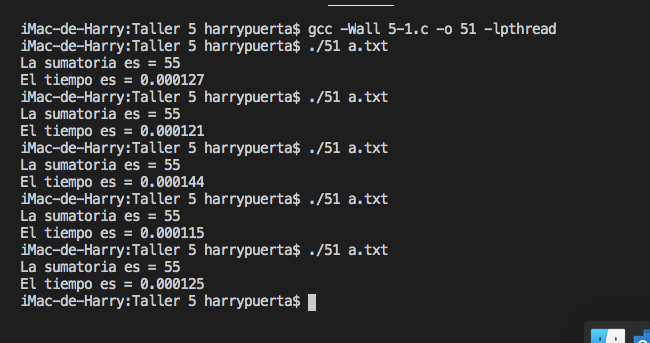 iMac-de-Harry:Taller 5 harrypuerta$ gcc -Wall 5-1.c -o 51 -lpthread
iMac-de-Harry:Taller 5 harrypuerta$ ./51 a.txt
La sumatoria es = 55
El tiempo es = 0.000127
iMac-de-Harry:Taller 5 harrypuerta$ ./51 a.txt
La sumatoria es = 55
El tiempo es = 0.000121
iMac-de-Harry:Taller 5 harrypuerta$ ./51 a.txt
La sumatoria es = 55
El tiempo es = 0.000144
iMac-de-Harry:Taller 5 harrypuerta$ ./51 a.txt
La sumatoria es = 55
El tiempo es = 0.000115
iMac-de-Harry:Taller 5 harrypuerta$ ./51 a.txt
La sumatoria es = 55
El tiempo es = 0.000125
iMac-de-Harry:Taller 5 harrypuerta$